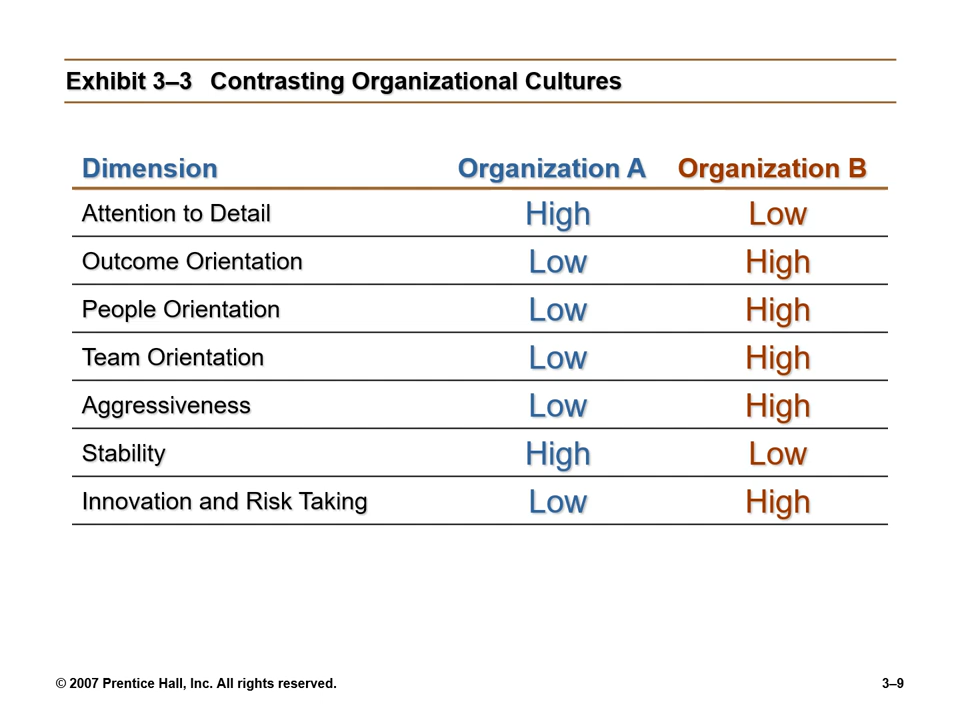 Exhibit 3–3 Contrasting Organizational Cultures
Dimension Organization A Organization B
Attention to Detail High Low
Outcome Orientation Low High
People Orientation Low High
Team Orientation Low High
Aggressiveness Low High
Stability High Low
Innovation and Risk Taking Low High
© 2007 Prentice Hall, Inc. All rights reserved. 3–9